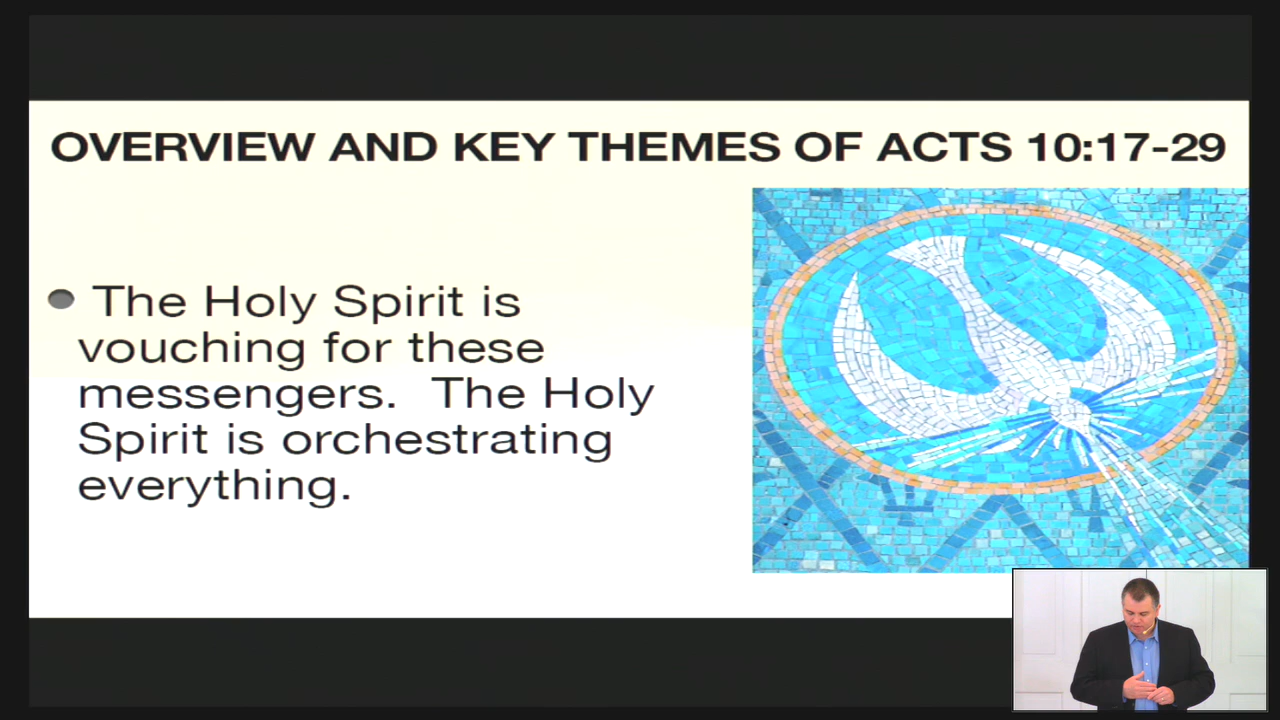 OVERVIEW AND KEY THEMES OF ACTS 10:17-29
The Holy Spirit is
vouching for these
messengers. The Holy
Spirit is orchestrating
everything.